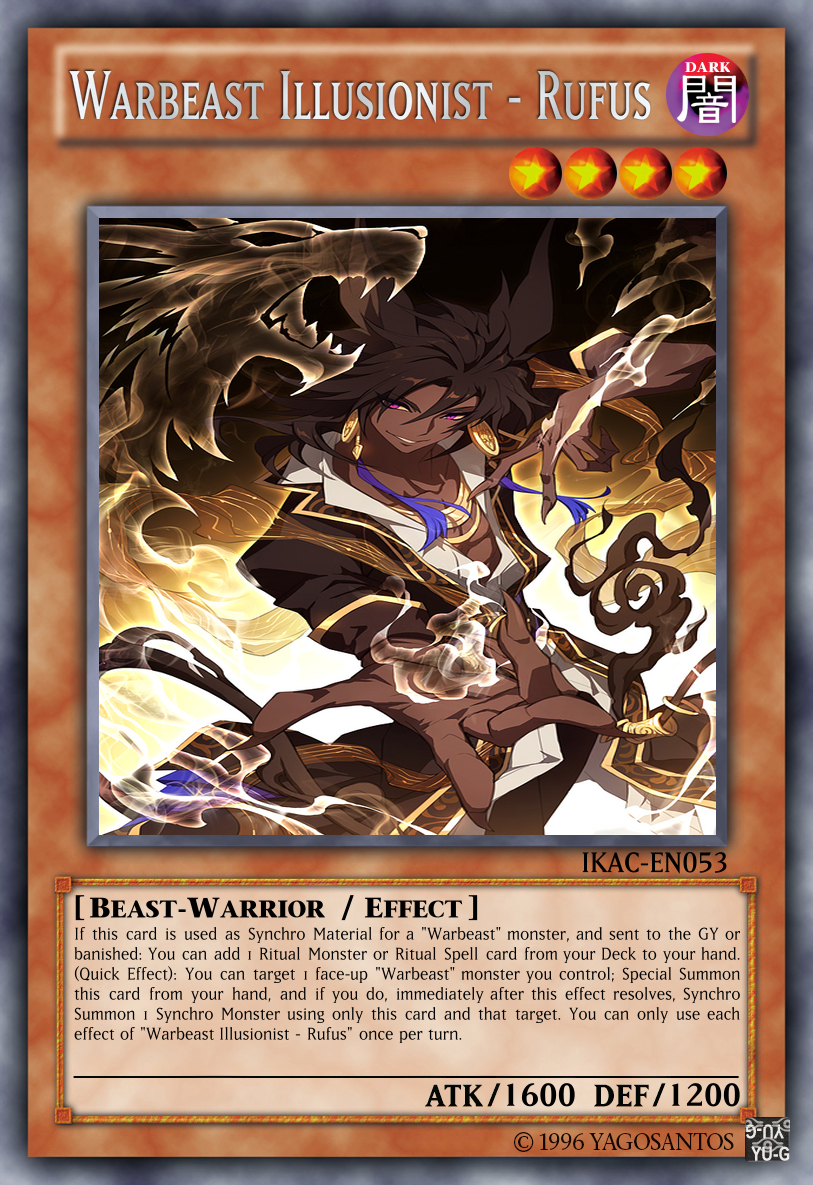 Warbeast Illusionist - Rufus
DARK
闇
IKAC-EN053
[ Beast-Warrior / Effect ]
If this card is used as Synchro Material for a "Warbeast" monster, and sent to the GY or
banished: You can add 1 Ritual Monster or Ritual Spell card from your Deck to your hand.
(Quick Effect): You can target 1 face-up "Warbeast" monster you control; Special Summon
this card from your hand, and if you do, immediately after this effect resolves, Synchro
Summon 1 Synchro Monster using only this card and that target. You can only use each
effect of "Warbeast Illusionist - Rufus" once per turn.
ATK/1600 DEF/1200
© 1996 YAGOSANTOS
YU-G